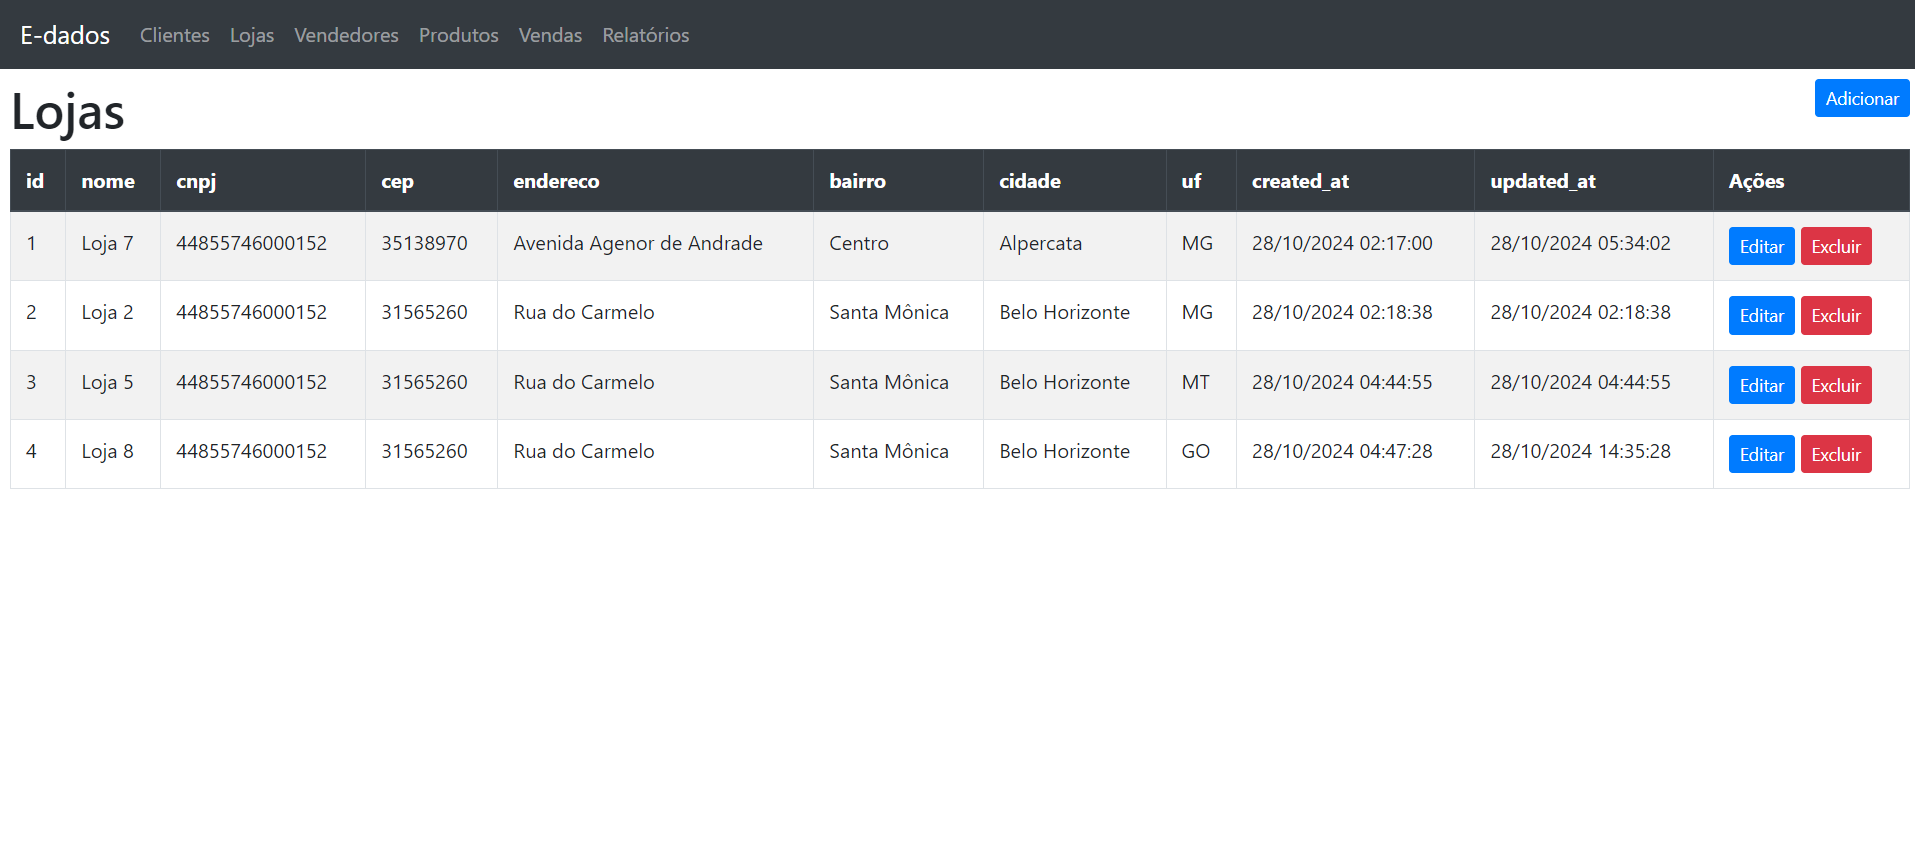 E-dados Clientes Lojas Vendedores Produtos Vendas Relatórios
Lojas Adicionar
id nome cnpj cep endereco bairro cidade uf created_at updated_at Ações
1 Loja 7 44855746000152 35138970 Avenida Agenor de Andrade Centro Alpercata MG 28/10/2024 02:17:00 28/10/2024 05:34:02 Editar Excluir
2 Loja 2 44855746000152 31565260 Rua do Carmelo Santa Mônica Belo Horizonte MG 28/10/2024 02:18:38 28/10/2024 02:18:38 Editar Excluir
3 Loja 5 44855746000152 31565260 Rua do Carmelo Santa Mônica Belo Horizonte MT 28/10/2024 04:44:55 28/10/2024 04:44:55 Editar Excluir
4 Loja 8 44855746000152 31565260 Rua do Carmelo Santa Mônica Belo Horizonte GO 28/10/2024 04:47:28 28/10/2024 14:35:28 Editar Excluir